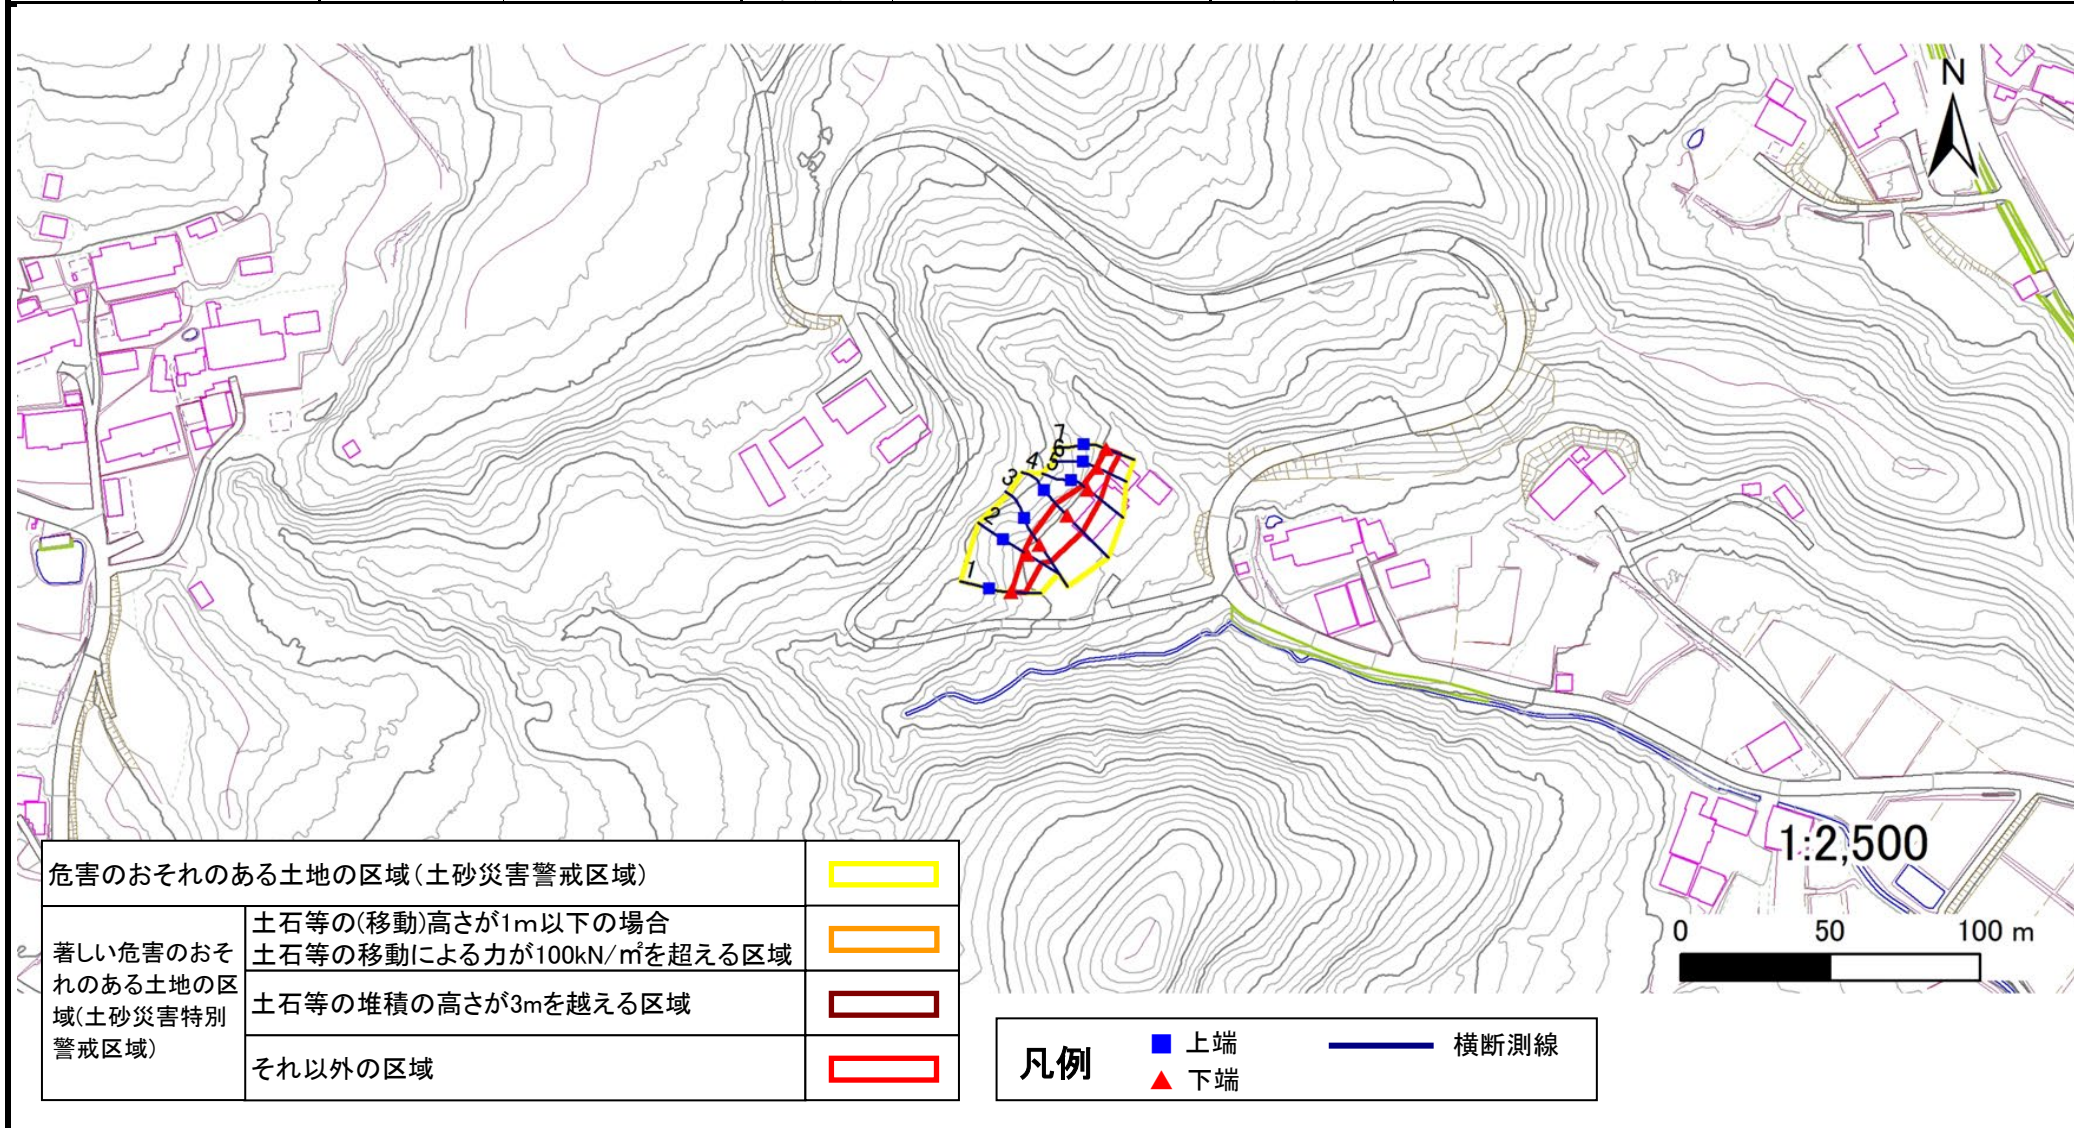 N
7
6
5
4
3
2
1
1:2,500
0 50 100 m
危害のおそれのある土地の区域(土砂災害警戒区域)
著しい危害のおそ
れのある土地の区
域(土砂災害特別
警戒区域)
土石等の(移動)高さが1m以下の場合
土石等の移動による力が100kN/㎡を超える区域
土石等の堆積の高さが3mを越える区域
それ以外の区域
凡例
上端
下端
横断測線